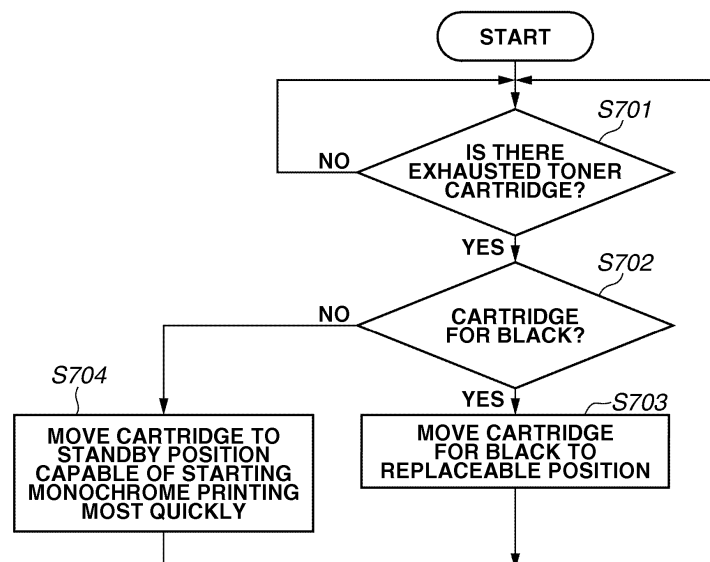 START
S701
IS THERE
EXHAUSTED TONER
CARTRIDGE?
NO
YES
S702
CARTRIDGE
FOR BLACK?
NO
YES
S704
MOVE CARTRIDGE TO
STANDBY POSITION
CAPABLE OF STARTING
MONOCHROME PRINTING
MOST QUICKLY
S703
MOVE CARTRIDGE
FOR BLACK TO
REPLACEABLE POSITION